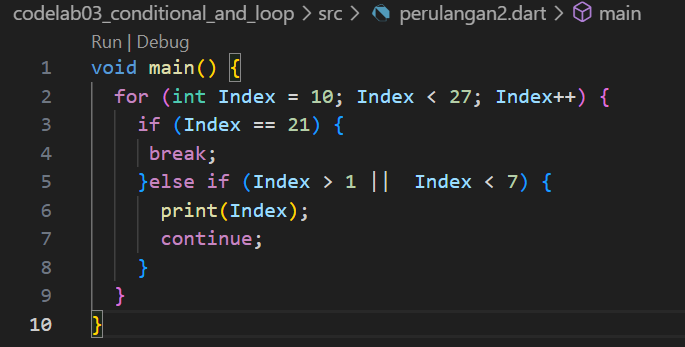 codelab03_conditional_and_loop > src > perulangan2.dart > main
Run | Debug
1 void main() {
2 for (int Index = 10; Index < 27; Index++) {
3 if (Index == 21) {
4 break;
5 }else if (Index > 1 ||  Index < 7) {
6 print(Index);
7 continue;
8 }
9 }
10 }